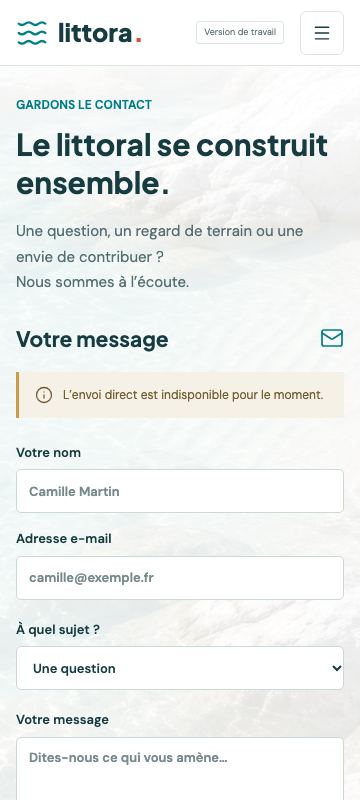 littora.
Version de travail
GARDONS LE CONTACT
Le littoral se construit
ensemble.
Une question, un regard de terrain ou une
envie de contribuer ?
Nous sommes à l’écoute.
Votre message
L’envoi direct est indisponible pour le moment.
Votre nom
Camille Martin
Adresse e-mail
camille@exemple.fr
À quel sujet ?
Une question
Votre message
Dites-nous ce qui vous amène…